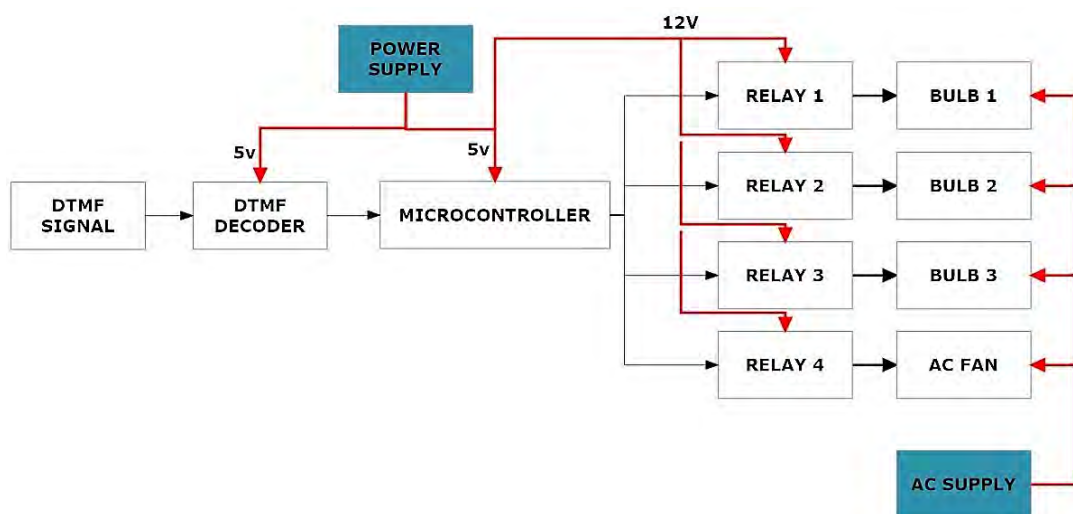 12V
POWER
SUPPLY
RELAY 1
BULB 1
5v
5v
RELAY 2
BULB 2
DTMF
SIGNAL
DTMF
DECODER
MICROCONTROLLER
RELAY 3
BULB 3
RELAY 4
AC FAN
AC SUPPLY